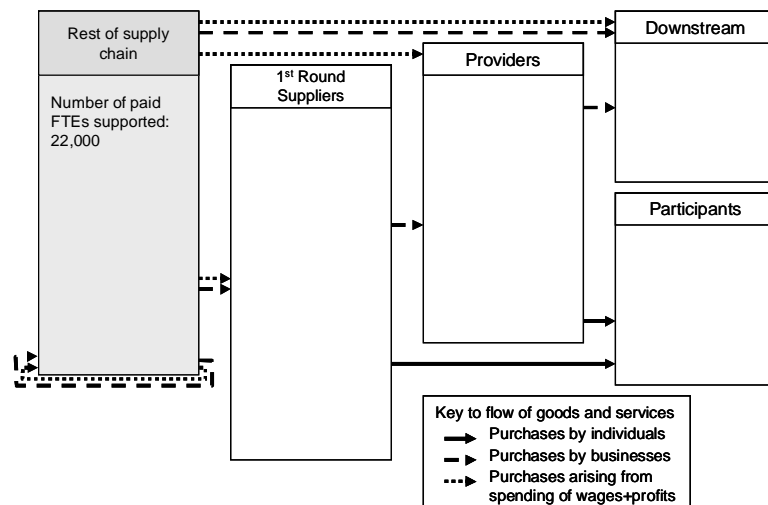 Rest of supply
chain
Number of paid
FTEs supported:
22,000
1st Round
Suppliers
Providers
Downstream
Participants
Key to flow of goods and services
Purchases by individuals
Purchases by businesses
Purchases arising from
spending of wages+profits